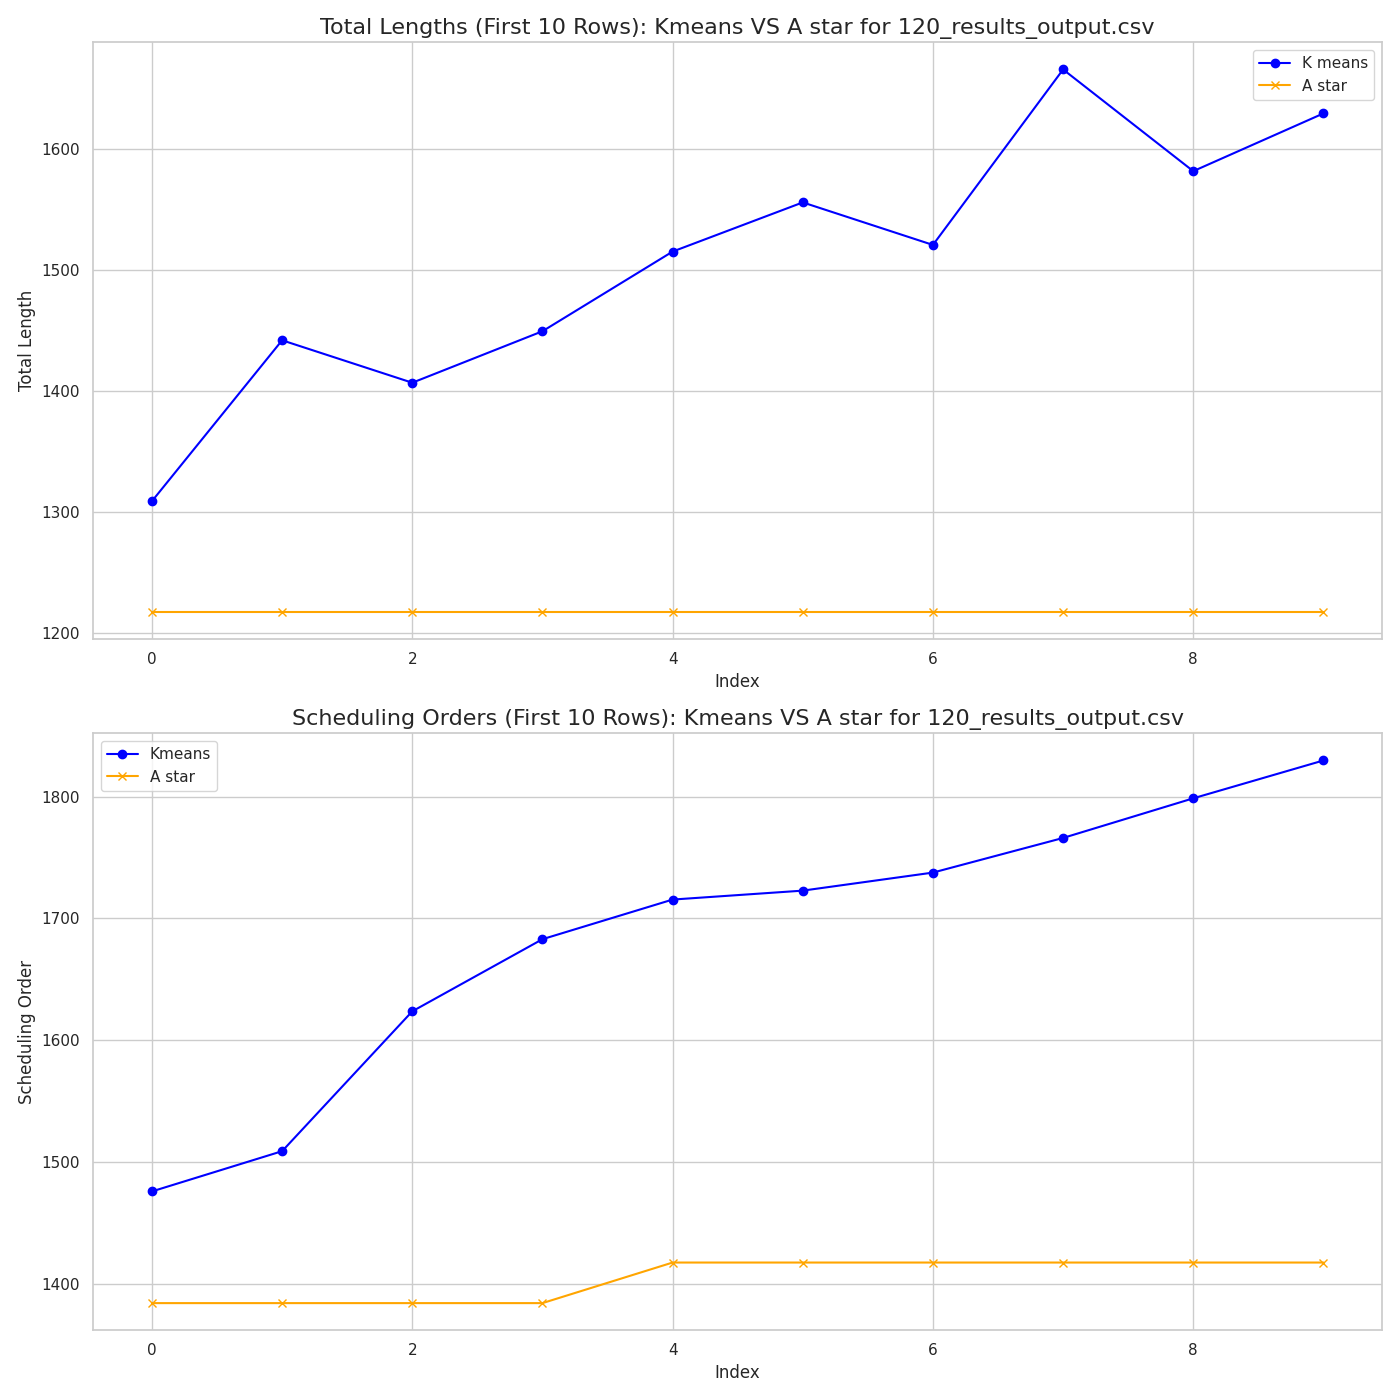 Total Lengths (First 10 Rows): Kmeans VS A star for 120_results_output.csv
K means
A star
1600
1500
1400
1300
1200
Total Length
0 2 4 6 8
Index
Scheduling Orders (First 10 Rows): Kmeans VS A star for 120_results_output.csv
Kmeans
A star
1800
1700
1600
1500
1400
Scheduling Order
0 2 4 6 8
Index